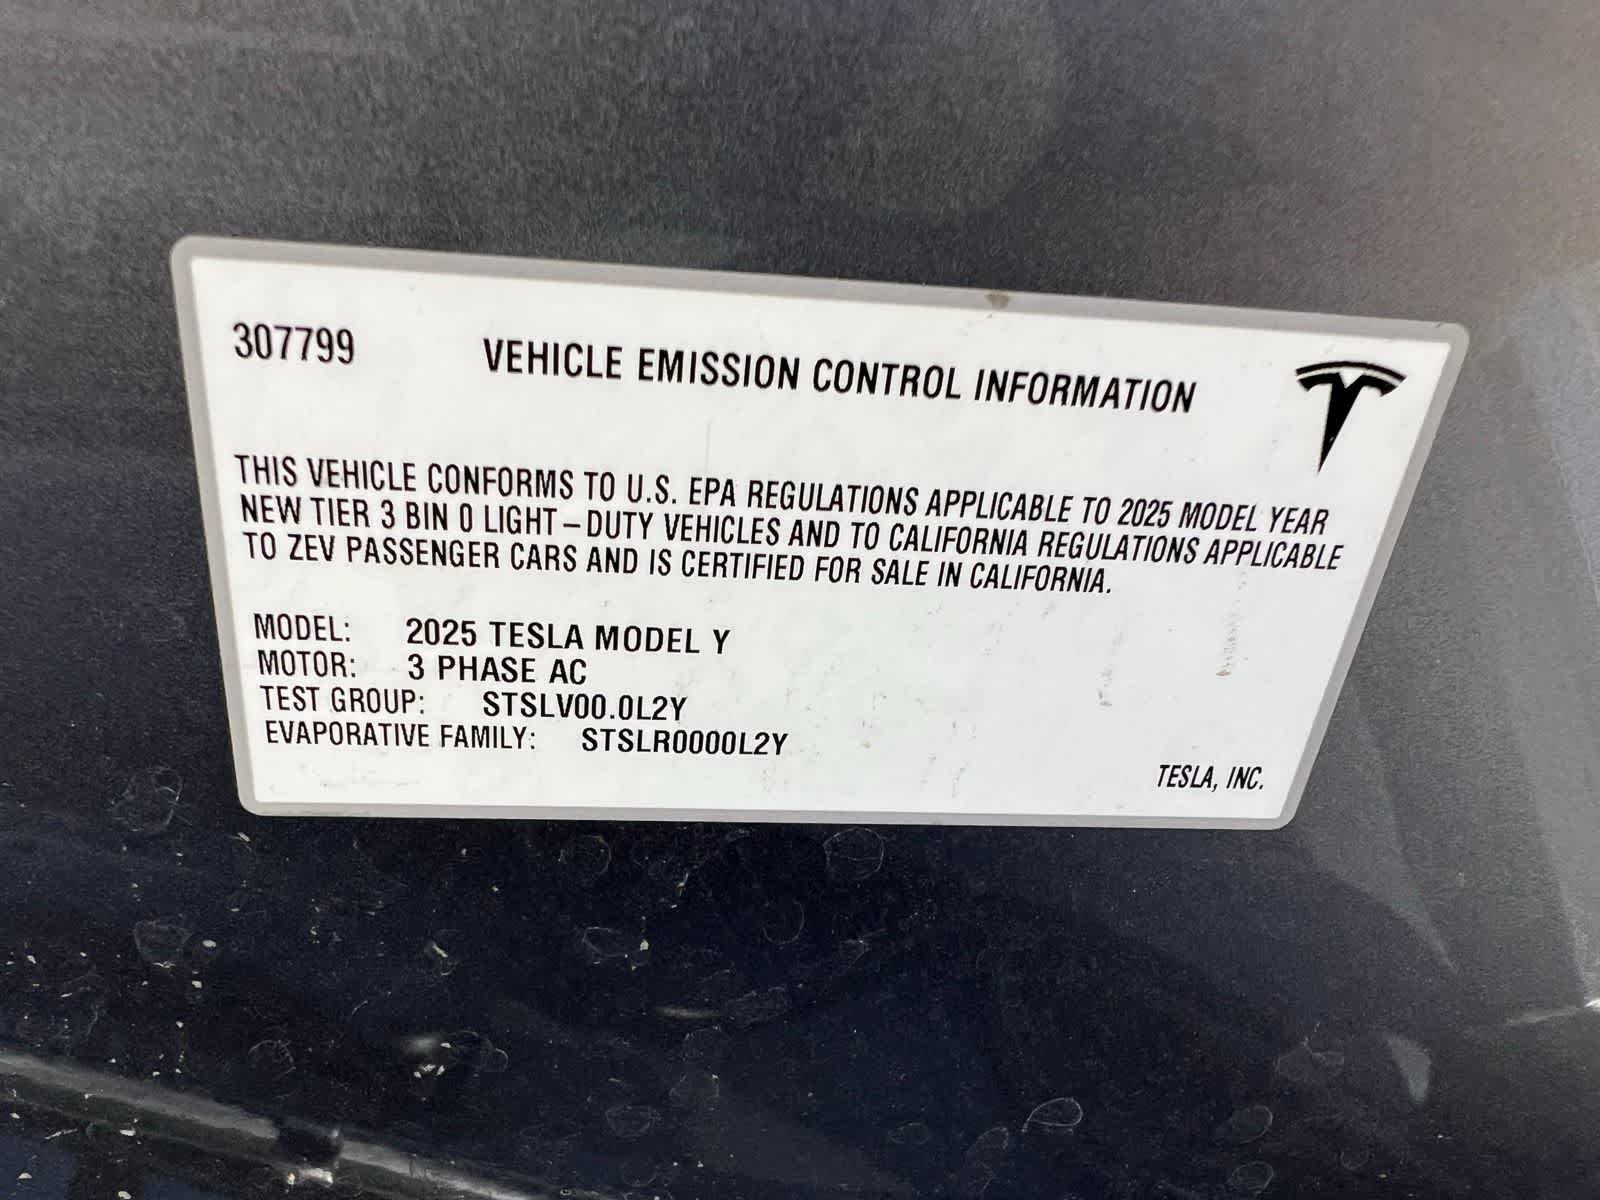 307799
VEHICLE EMISSION CONTROL INFORMATION
THIS VEHICLE CONFORMS TO U.S. EPA REGULATIONS APPLICABLE TO 2025 MODEL YEAR
NEW TIER 3 BIN 0 LIGHT-DUTY VEHICLES AND TO CALIFORNIA REGULATIONS APPLICABLE
TO ZEV PASSENGER CARS AND IS CERTIFIED FOR SALE IN CALIFORNIA.
MODEL: 2025 TESLA MODEL Y
MOTOR: 3 PHASE AC
TEST GROUP: STSLV00.0L2Y
EVAPORATIVE FAMILY: STSLR0000L2Y
TESLA, INC.